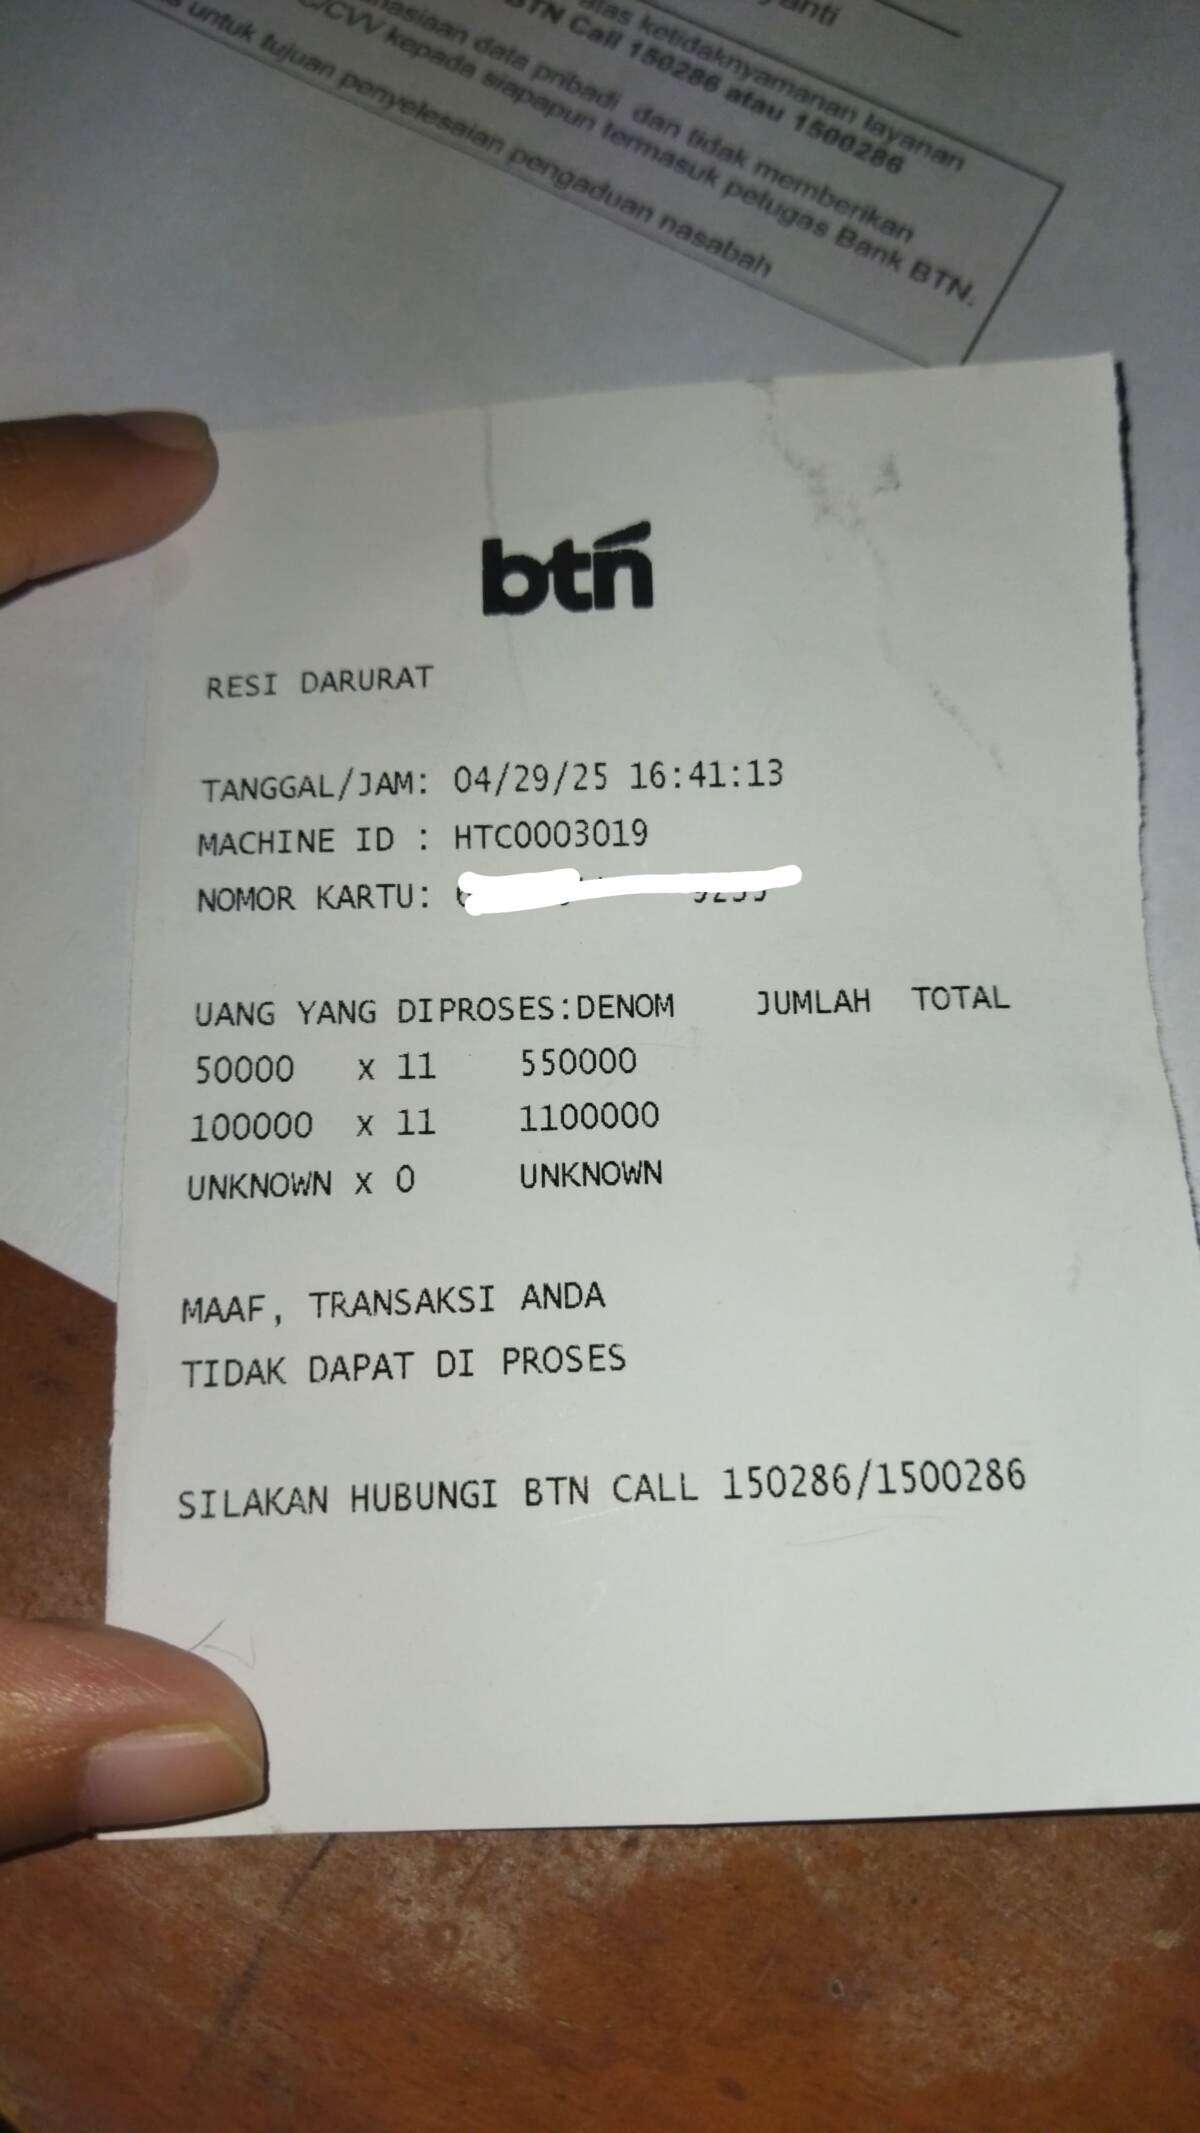 yanti
atas ketidaknyamanan layanan
BTN Call 150286 atau 1500286
data pribadi dan tidak memberikan
/CVV kepada siapapun termasuk petugas Bank BTN.
untuk tujuan penyelesaian pengaduan nasabah
btn
RESI DARURAT
TANGGAL/JAM: 04/29/25 16:41:13
MACHINE ID : HTC0003019
NOMOR KARTU:
UANG YANG DIPROSES:DENOM JUMLAH TOTAL
50000 x 11 550000
100000 x 11 1100000
UNKNOWN x 0 UNKNOWN
MAAF, TRANSAKSI ANDA
TIDAK DAPAT DI PROSES
SILAKAN HUBUNGI BTN CALL 150286/1500286